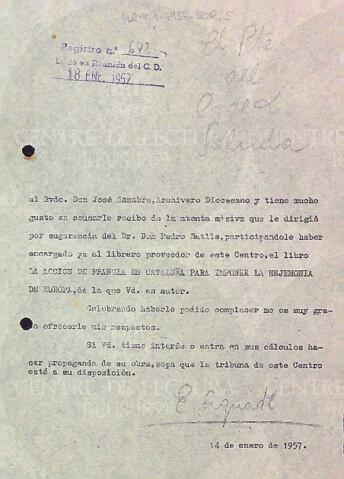 Registro n.º 692
Leído en Reunión del C.D.
18 ENE. 1957
El Pte
del
Saluda
al Rvdo. Don José Sanabre, Archivero Diocesano y tiene mucho
gusto en acusarle recibo de la atenta misiva que le dirigió
por sugerencia del Dr. Don Pedro Batlle, participándole haber
encargado ya al librero proveedor de este Centro, el libro
LA ACCION DE FRANCIA EN CATALUÑA PARA IMPONER LA HEJEMONIA
DE EUROPA, de la que Vd. es autor.
Celebrando haberle podido complacer me es muy gra-
to ofrecerle mis respetos.
Si Vd. tiene interés o entra en sus cálculos ha-
cer propaganda de su obra, sepa que la tribuna de este Centro
está a su disposición.
E. Aguadé
14 de enero de 1957.